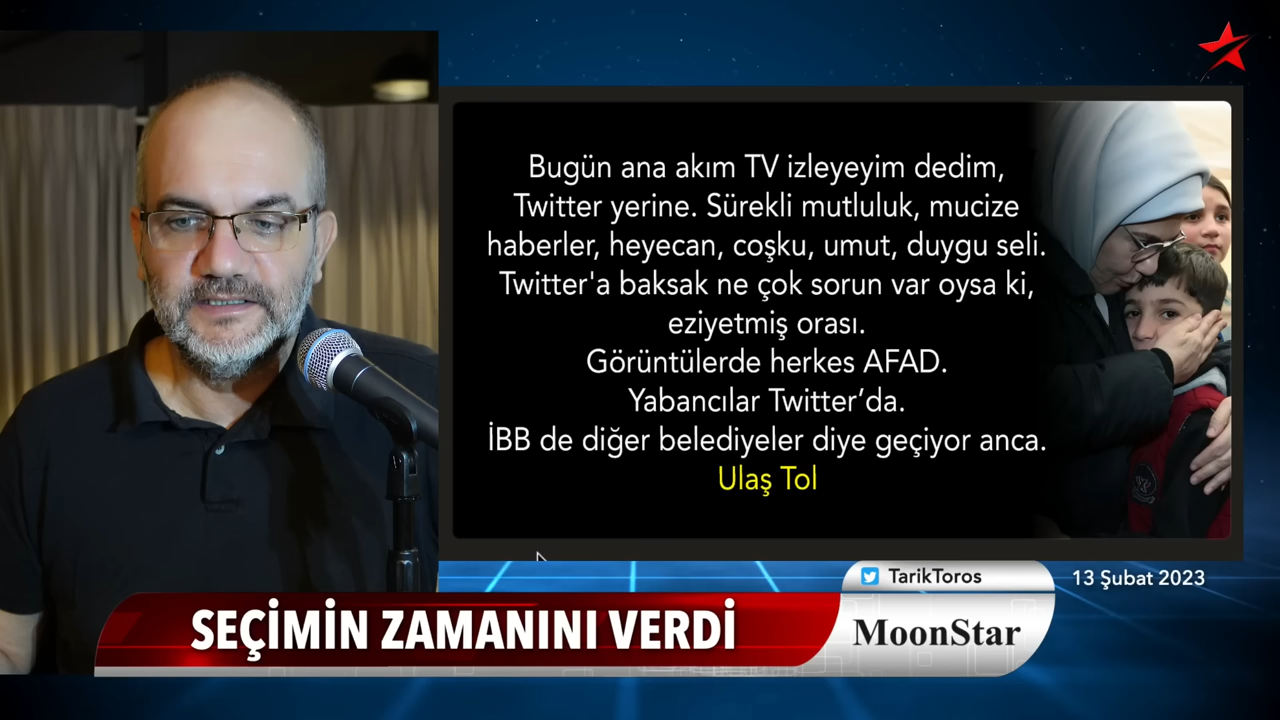 Bugün ana akım TV izleyeyim dedim,
Twitter yerine. Sürekli mutluluk, mucize
haberler, heyecan, coşku, umut, duygu seli.
Twitter'a baksak ne çok sorun var oysa ki,
eziyetmiş orası.
Görüntülerde herkes AFAD.
Yabancılar Twitter’da.
İBB de diğer belediyeler diye geçiyor anca.
Ulaş Tol
TarikToros
13 Şubat 2023
SEÇİMİN ZAMANINI VERDİ
MoonStar